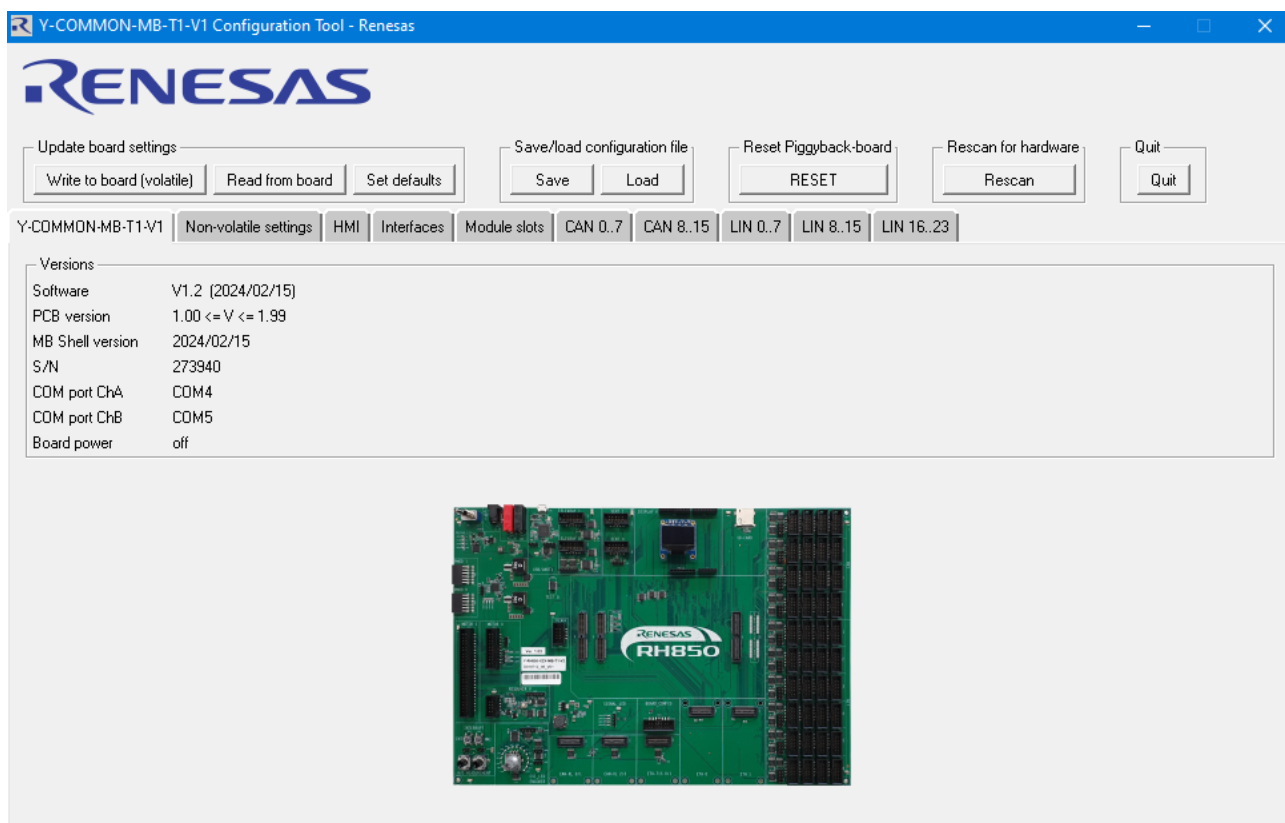 Y-COMMON-MB-T1-V1 Configuration Tool - Renesas
RENESAS
Update board settings
Save/load configuration file
Reset Piggyback-board
Rescan for hardware
Quit
Write to board (volatile)
Read from board
Set defaults
Save
Load
RESET
Rescan
Quit
Y-COMMON-MB-T1-V1
Non-volatile settings
HMI
Interfaces
Module slots
CAN 0..7
CAN 8..15
LIN 0..7
LIN 8..15
LIN 16..23
Versions
Software V1.2 (2024/02/15)
PCB version 1.00 <= V <= 1.99
MB Shell version 2024/02/15
S/N 273940
COM port ChA COM4
COM port ChB COM5
Board power off
RENESAS
RH850